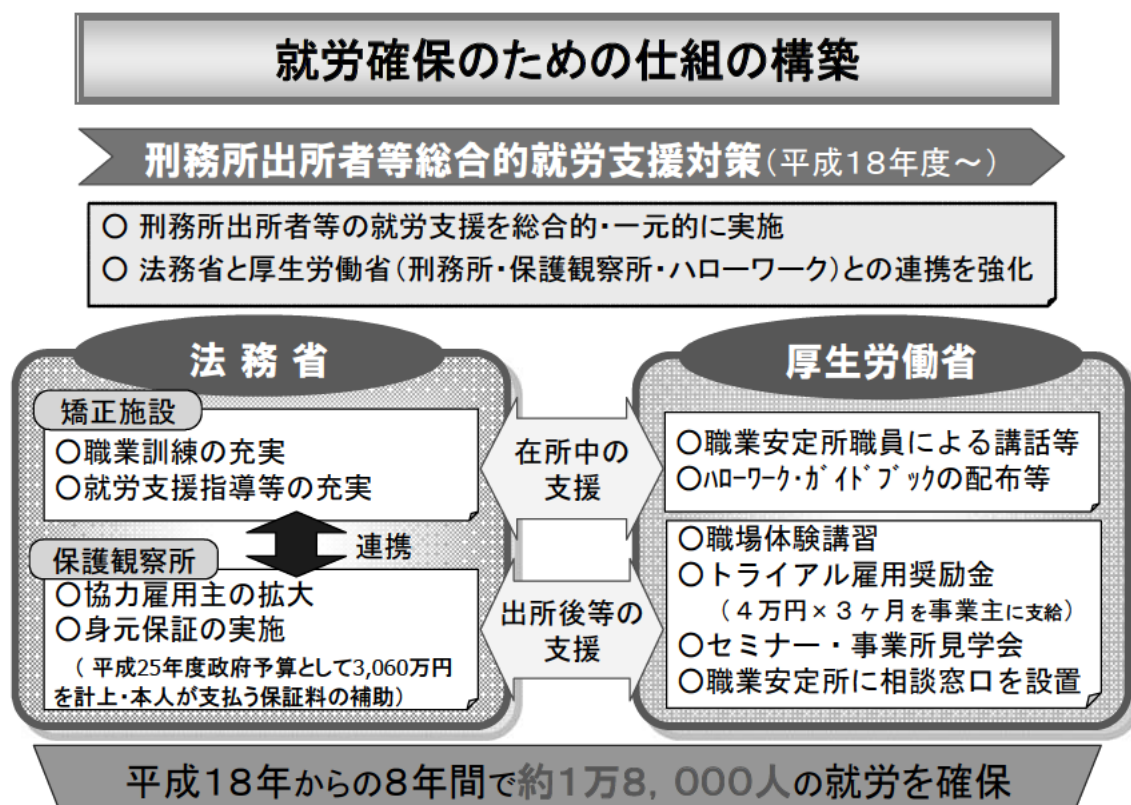 就労確保のための仕組の構築
刑務所出所者等総合的就労支援対策(平成18年度～)
○ 刑務所出所者等の就労支援を総合的・一元的に実施
○ 法務省と厚生労働省(刑務所・保護観察所・ハローワーク)との連携を強化
法務省
矯正施設
○職業訓練の充実
○就労支援指導等の充実
連携
保護観察所
○協力雇用主の拡大
○身元保証の実施
( 平成25年度政府予算として3,060万円
を計上・本人が支払う保証料の補助)
在所中の
支援
出所後等の
支援
厚生労働省
○職業安定所職員による講話等
○ﾊﾛｰﾜｰｸ・ｶﾞｲﾄﾞﾌﾞｯｸの配布等
○職場体験講習
○トライアル雇用奨励金
(４万円×３ヶ月を事業主に支給)
○セミナー・事業所見学会
○職業安定所に相談窓口を設置
平成18年からの8年間で約1万8,000人の就労を確保